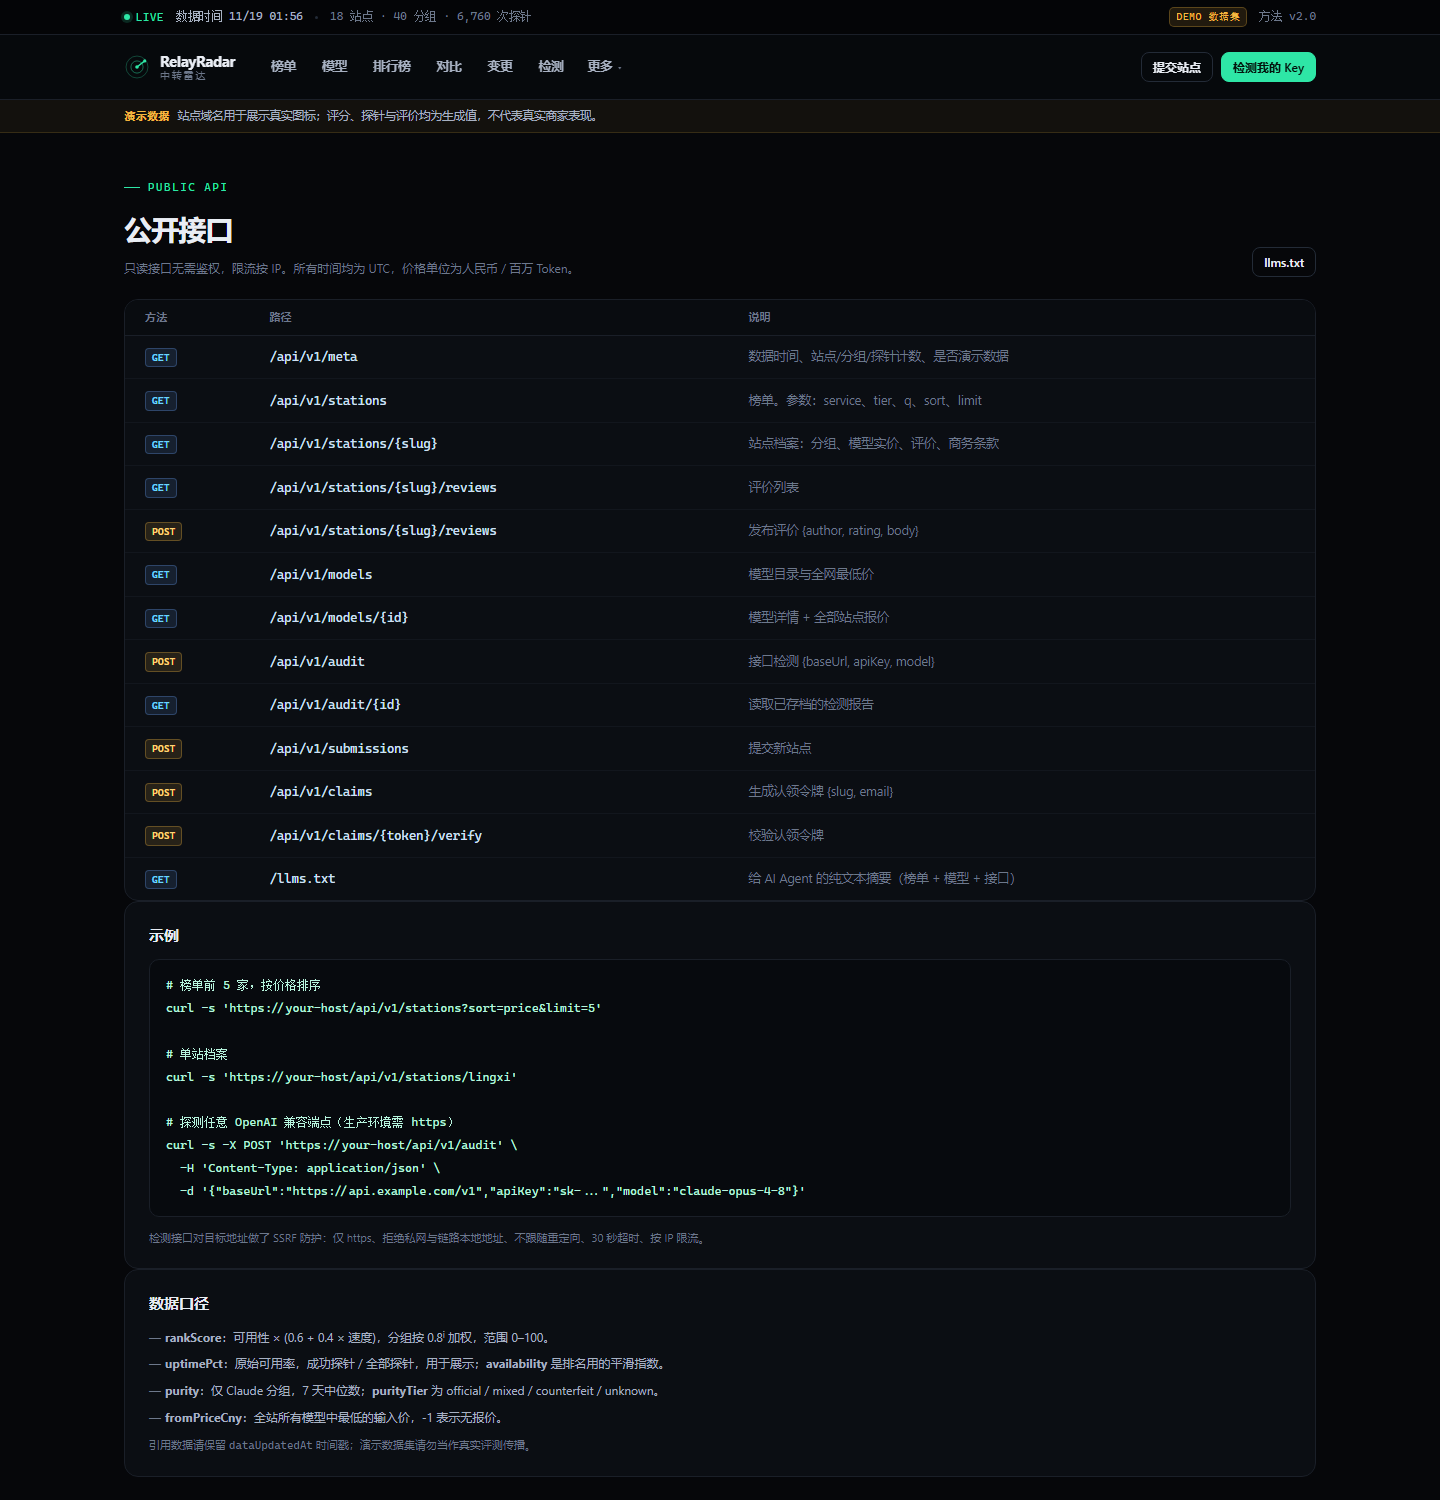 LIVE 数据时间 11/19 01:56 · 18 站点 · 40 分组 · 6,760 次探针
DEMO 数据集 方法 v2.0
RelayRadar
中转雷达
榜单 模型 排行榜 对比 变更 检测 更多
提交站点 检测我的 Key
演示数据 站点域名用于展示真实图标；评分、探针与评价均为生成值，不代表真实商家表现。
— PUBLIC API
公开接口
只读接口无需鉴权，限流按 IP。所有时间均为 UTC，价格单位为人民币 / 百万 Token。
llms.txt
方法 路径 说明
GET /api/v1/meta 数据时间、站点/分组/探针计数、是否演示数据
GET /api/v1/stations 榜单。参数：service、tier、q、sort、limit
GET /api/v1/stations/{slug} 站点档案：分组、模型实价、评价、商务条款
GET /api/v1/stations/{slug}/reviews 评价列表
POST /api/v1/stations/{slug}/reviews 发布评价 {author, rating, body}
GET /api/v1/models 模型目录与全网最低价
GET /api/v1/models/{id} 模型详情 + 全部站点报价
POST /api/v1/audit 接口检测 {baseUrl, apiKey, model}
GET /api/v1/audit/{id} 读取已存档的检测报告
POST /api/v1/submissions 提交新站点
POST /api/v1/claims 生成认领令牌 {slug, email}
POST /api/v1/claims/{token}/verify 校验认领令牌
GET /llms.txt 给 AI Agent 的纯文本摘要（榜单 + 模型 + 接口）
示例
# 榜单前 5 家，按价格排序
curl -s 'https://your-host/api/v1/stations?sort=price&limit=5'
# 单站档案
curl -s 'https://your-host/api/v1/stations/lingxi'
# 探测任意 OpenAI 兼容端点（生产环境需 https）
curl -s -X POST 'https://your-host/api/v1/audit' \
-H 'Content-Type: application/json' \
-d '{"baseUrl":"https://api.example.com/v1","apiKey":"sk-...","model":"claude-opus-4-8"}'
检测接口对目标地址做了 SSRF 防护：仅 https、拒绝私网与链路本地地址、不跟随重定向、30 秒超时、按 IP 限流。
数据口径
— rankScore：可用性 × (0.6 + 0.4 × 速度)，分组按 0.8ⁱ 加权，范围 0–100。
— uptimePct：原始可用率，成功探针 / 全部探针，用于展示；availability 是排名用的平滑指数。
— purity：仅 Claude 分组，7 天中位数；purityTier 为 official / mixed / counterfeit / unknown。
— fromPriceCny：全站所有模型中最低的输入价，-1 表示无报价。
引用数据请保留 dataUpdatedAt 时间戳；演示数据集请勿当作真实评测传播。